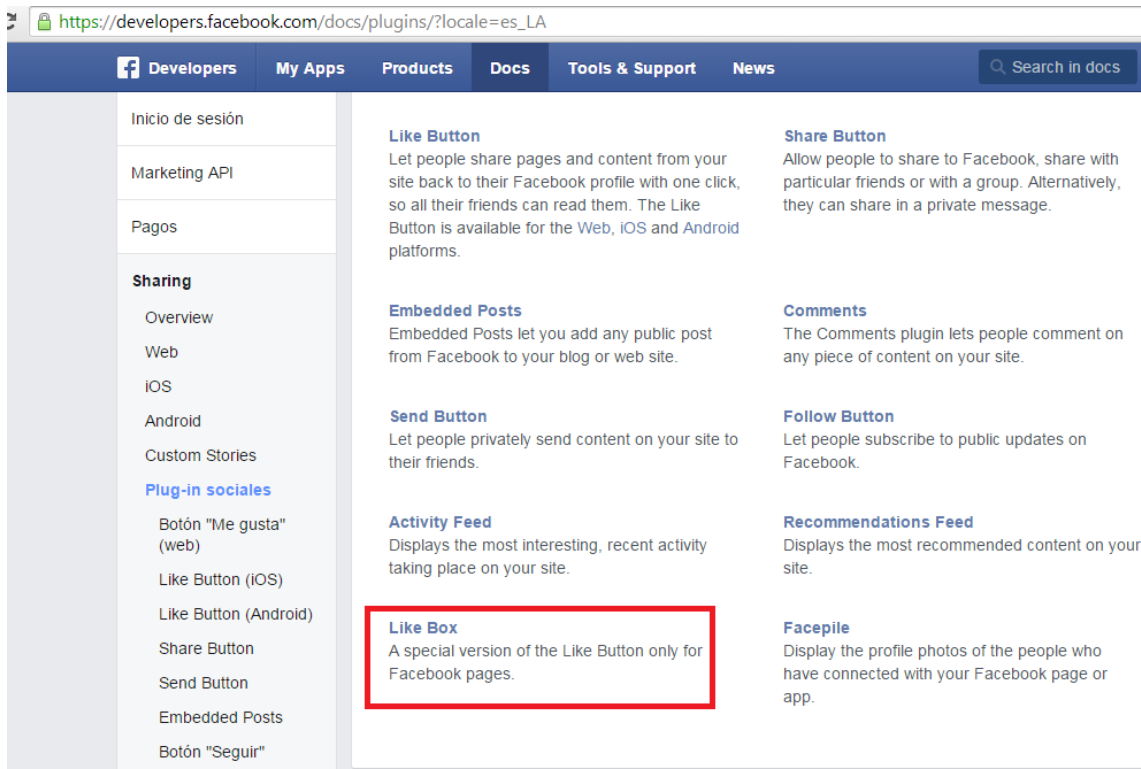 https://developers.facebook.com/docs/plugins/?locale=es_LA
Developers My Apps Products Docs Tools & Support News Search in docs
Inicio de sesión
Marketing API
Pagos
Sharing
Overview
Web
iOS
Android
Custom Stories
Plug-in sociales
Botón "Me gusta"
(web)
Like Button (iOS)
Like Button (Android)
Share Button
Send Button
Embedded Posts
Botón "Seguir"
Like Button
Let people share pages and content from your
site back to their Facebook profile with one click,
so all their friends can read them. The Like
Button is available for the Web, iOS and Android
platforms.
Share Button
Allow people to share to Facebook, share with
particular friends or with a group. Alternatively,
they can share in a private message.
Embedded Posts
Embedded Posts let you add any public post
from Facebook to your blog or web site.
Comments
The Comments plugin lets people comment on
any piece of content on your site.
Send Button
Let people privately send content on your site to
their friends.
Follow Button
Let people subscribe to public updates on
Facebook.
Activity Feed
Displays the most interesting, recent activity
taking place on your site.
Recommendations Feed
Displays the most recommended content on your
site.
Like Box
A special version of the Like Button only for
Facebook pages.
Facepile
Display the profile photos of the people who
have connected with your Facebook page or
app.